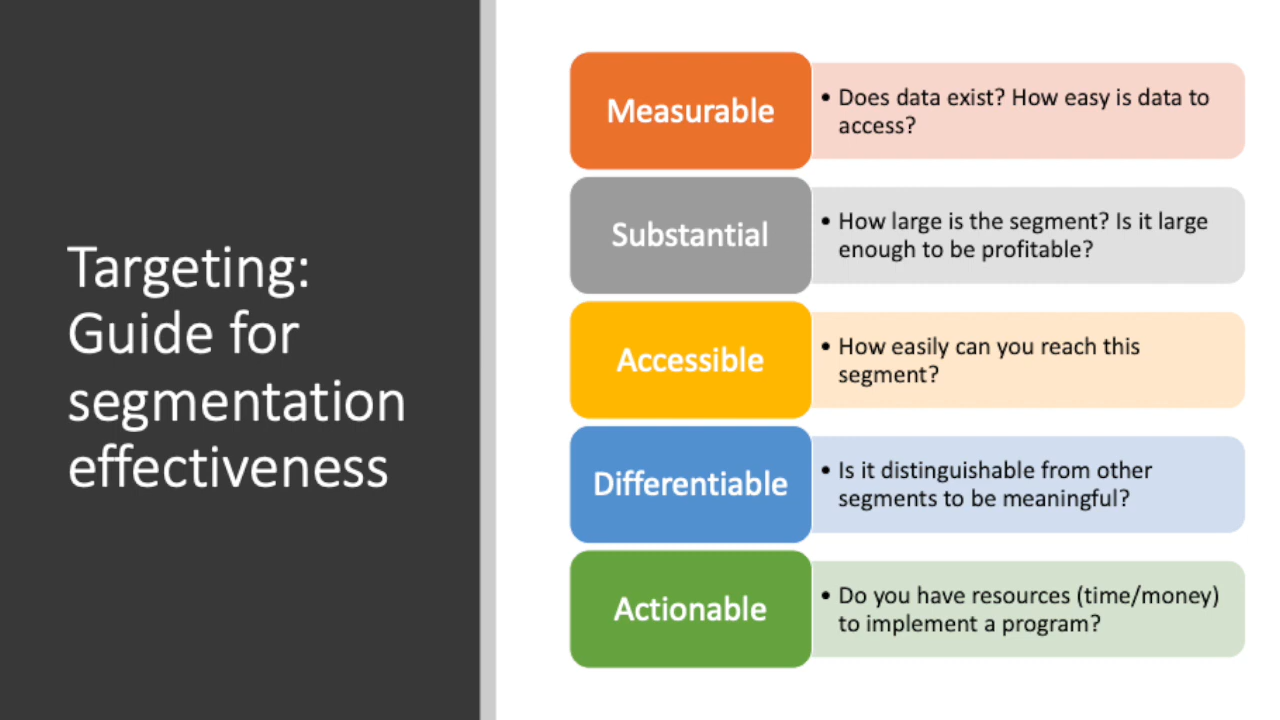 Targeting:
Guide for
segmentation
effectiveness
Measurable
• Does data exist? How easy is data to
access?
Substantial
• How large is the segment? Is it large
enough to be profitable?
Accessible
• How easily can you reach this
segment?
Differentiable
• Is it distinguishable from other
segments to be meaningful?
Actionable
• Do you have resources (time/money)
to implement a program?